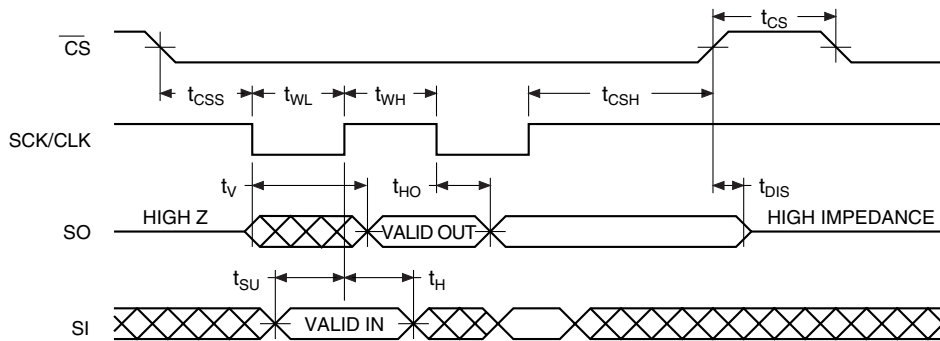 t_CS
CS
t_CSS t_WL t_WH t_CSH
SCK/CLK
t_V t_HO t_DIS
HIGH Z VALID OUT HIGH IMPEDANCE
SO
t_SU t_H
SI VALID IN